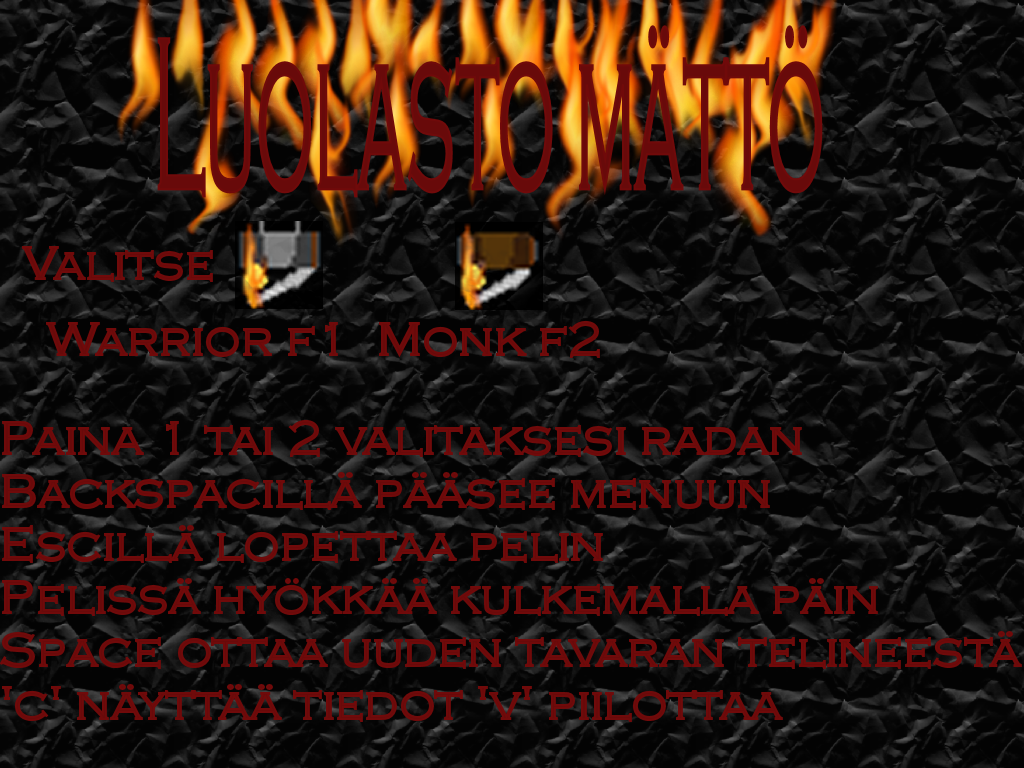 Luolasto mättö
Valitse
Warrior f1 Monk f2
Paina 1 tai 2 valitaksesi radan
Backspacillä pääsee menuun
Escillä lopettaa pelin
Pelissä hyökkää kulkemalla päin
Space ottaa uuden tavaran telineestä
'c' näyttää tiedot 'v' piilottaa